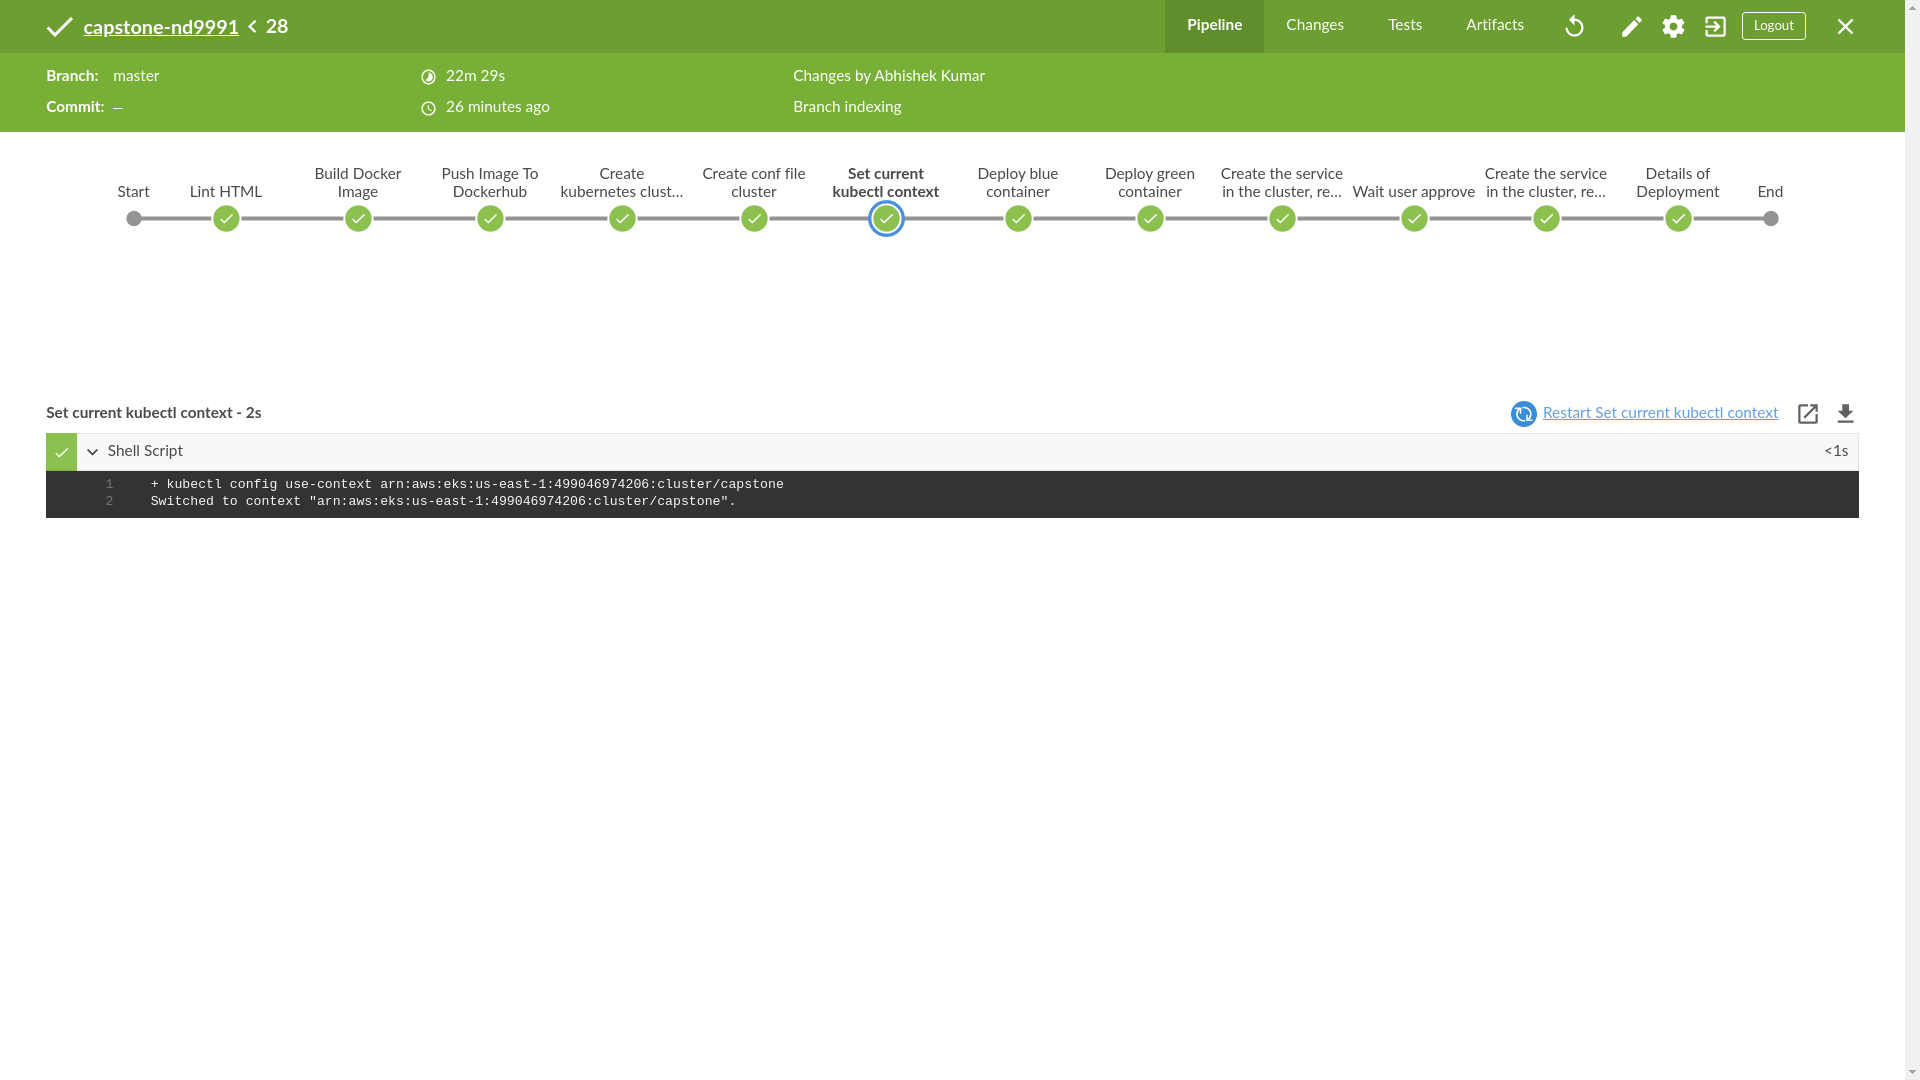 capstone-nd9991 < 28
Pipeline
Changes
Tests
Artifacts
Logout
Branch: master
22m 29s
Changes by Abhishek Kumar
Commit: –
26 minutes ago
Branch indexing
Start
Lint HTML
Build Docker
Image
Push Image To
Dockerhub
Create
kubernetes clust...
Create conf file
cluster
Set current
kubectl context
Deploy blue
container
Deploy green
container
Create the service
in the cluster, re...
Wait user approve
Create the service
in the cluster, re...
Details of
Deployment
End
Set current kubectl context - 2s
Restart Set current kubectl context
Shell Script
<1s
1 + kubectl config use-context arn:aws:eks:us-east-1:499046974206:cluster/capstone
2 Switched to context "arn:aws:eks:us-east-1:499046974206:cluster/capstone".